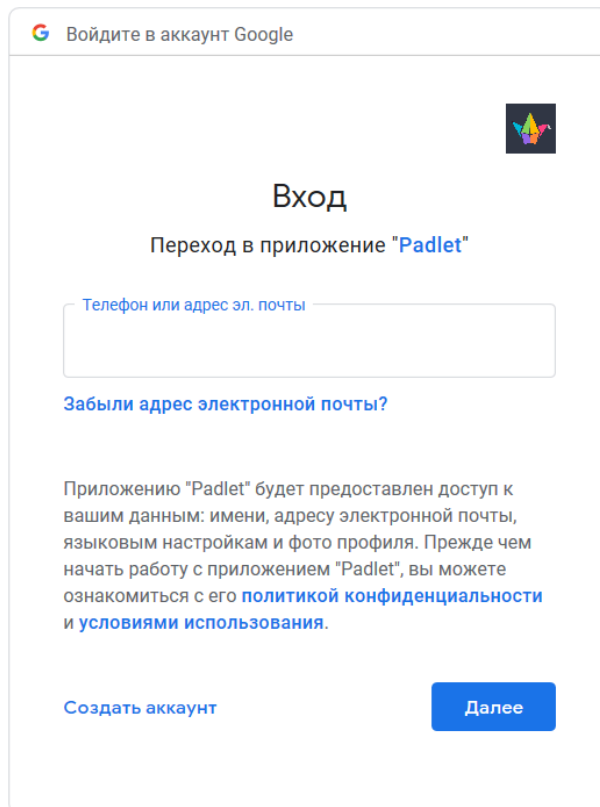 Войдите в аккаунт Google
Вход
Переход в приложение "Padlet"
Телефон или адрес эл. почты
Забыли адрес электронной почты?
Приложению "Padlet" будет предоставлен доступ к
вашим данным: имени, адресу электронной почты,
языковым настройкам и фото профиля. Прежде чем
начать работу с приложением "Padlet", вы можете
ознакомиться с его политикой конфиденциальности
и условиями использования.
Создать аккаунт
Далее